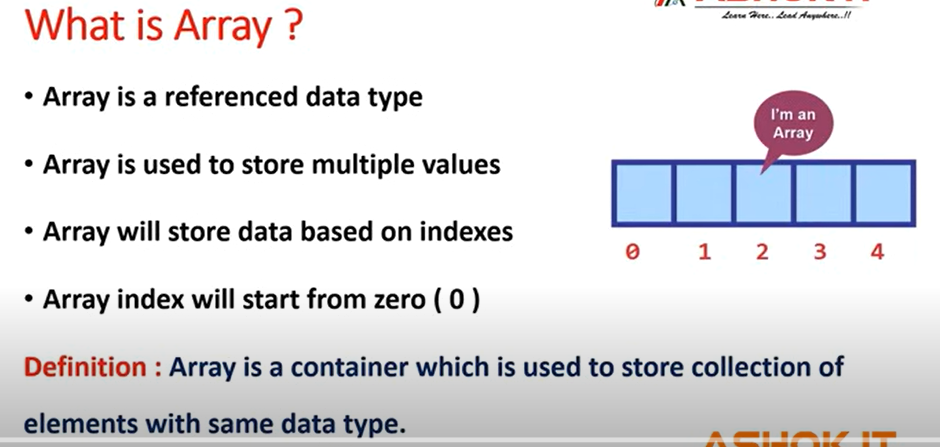 What is Array ?
Learn Here.. Lead Anywhere..!!
• Array is a referenced data type
• Array is used to store multiple values
• Array will store data based on indexes
• Array index will start from zero ( 0 )
I'm an
Array
0 1 2 3 4
Definition : Array is a container which is used to store collection of
elements with same data type.
ASHOK IT